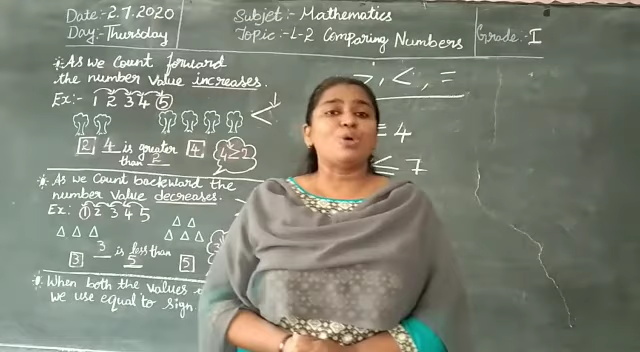 Date:- 2.7.2020
Day:- Thursday
Subjet:- Mathematics
Topic:- L-2 Comparing Numbers
Grade:- I
* As we Count forward
the number value increases.
Ex:- 1 2 3 4 5
2 4 is greater than 2 4
4 ≥ 2
>, <, =
= 4
≤ 7
* As we Count backward the
number value decreases.
Ex: 1 2 3 4 5
3 3 is less than 5 5
* When both the values
we use equal to sign.